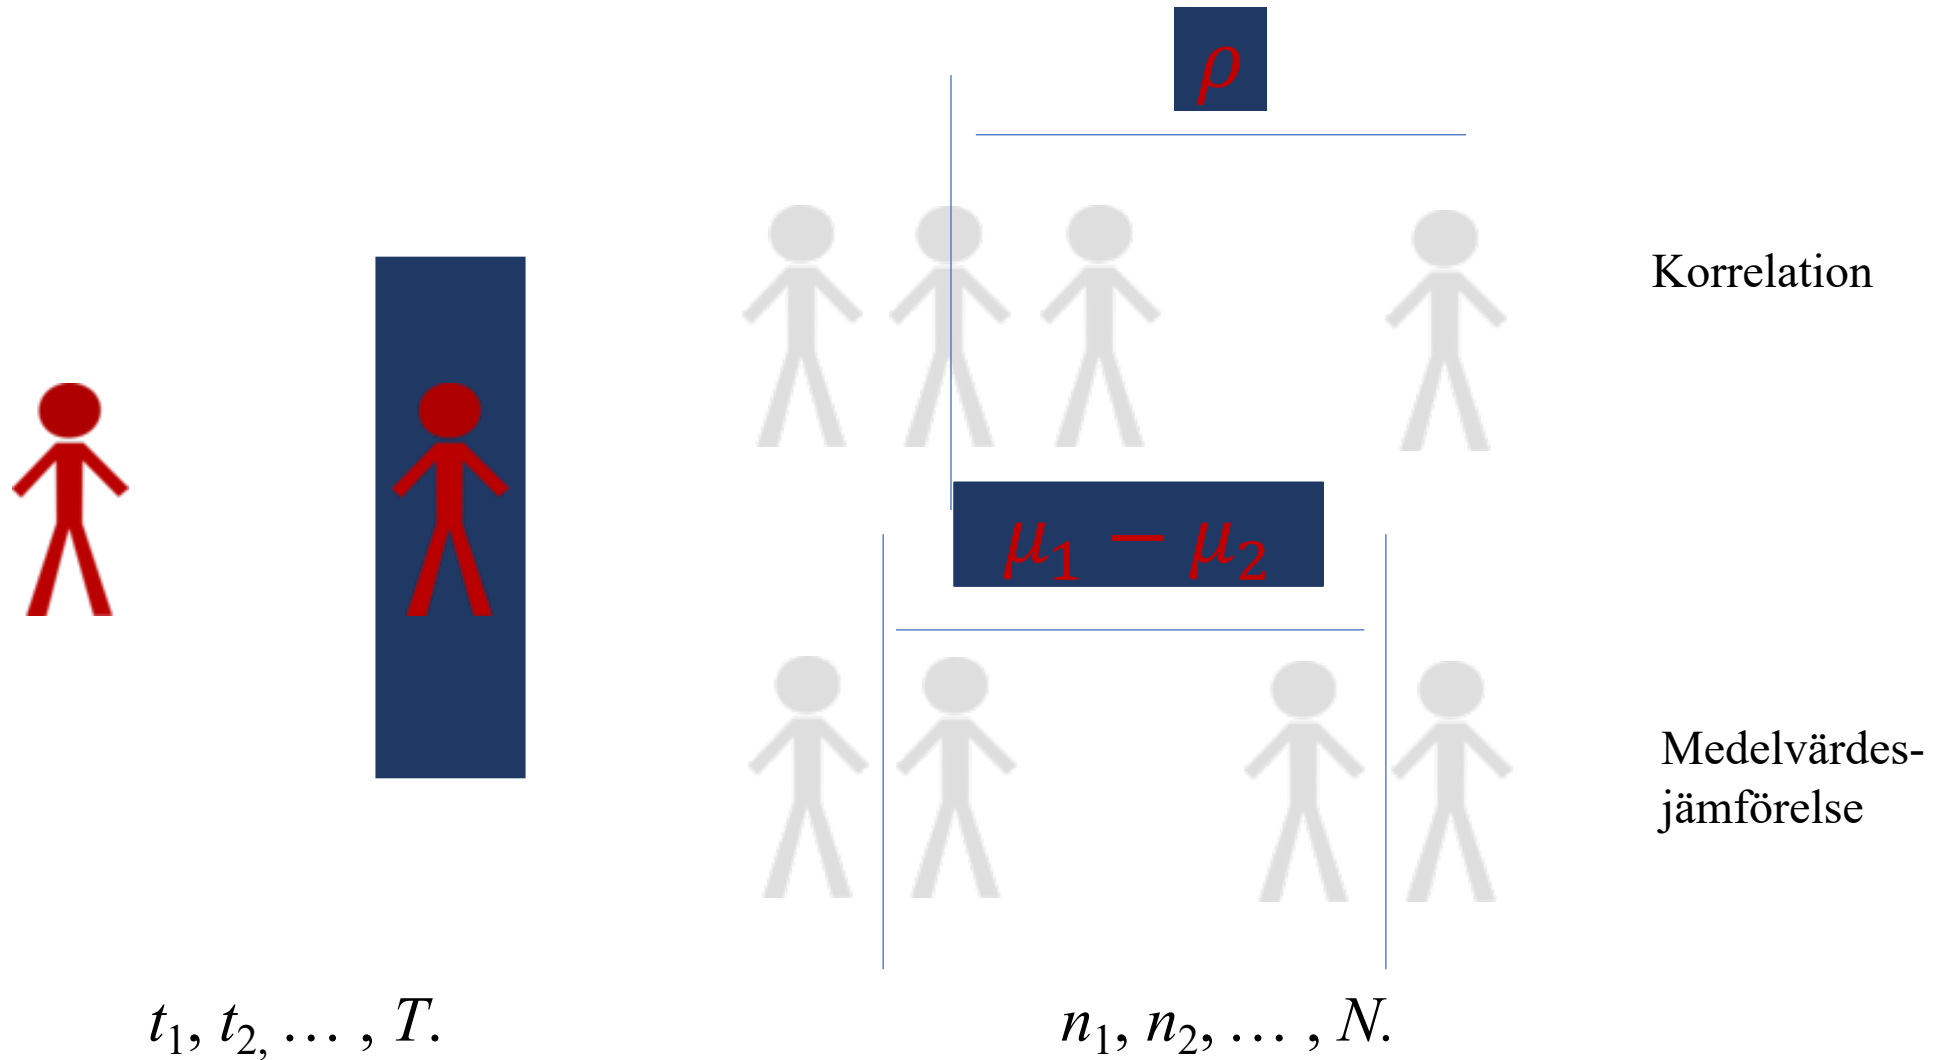 ρ
Korrelation
μ₁ − μ₂
Medelvärdes-
jämförelse
t₁, t₂, … , T.
n₁, n₂, … , N.